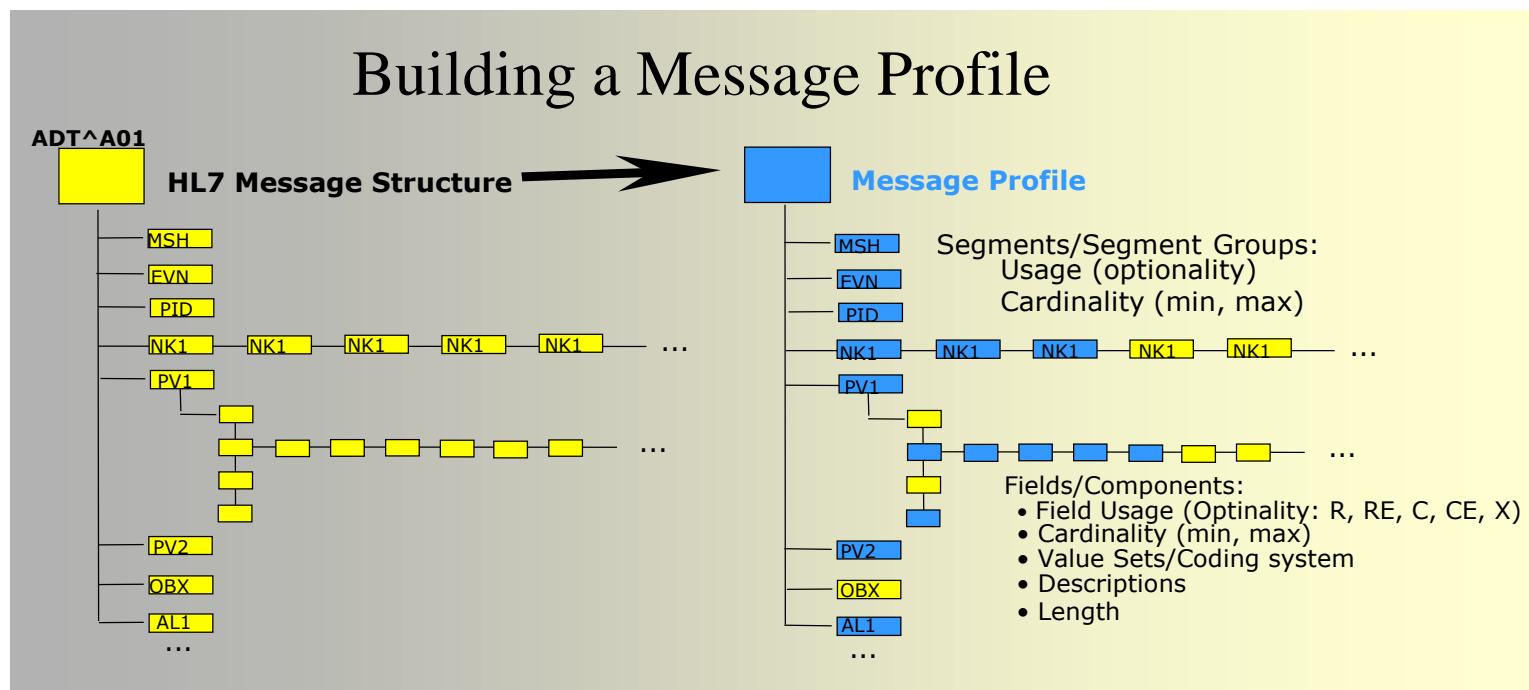 Building a Message Profile
ADT^A01
HL7 Message Structure
MSH
EVN
PID
NK1 NK1 NK1 NK1 NK1 ...
PV1
...
PV2
OBX
AL1
...
Message Profile
MSH
EVN
PID
NK1 NK1 NK1 NK1 NK1 ...
PV1
...
PV2
OBX
AL1
...
Segments/Segment Groups:
Usage (optionality)
Cardinality (min, max)
Fields/Components:
• Field Usage (Optinality: R, RE, C, CE, X)
• Cardinality (min, max)
• Value Sets/Coding system
• Descriptions
• Length